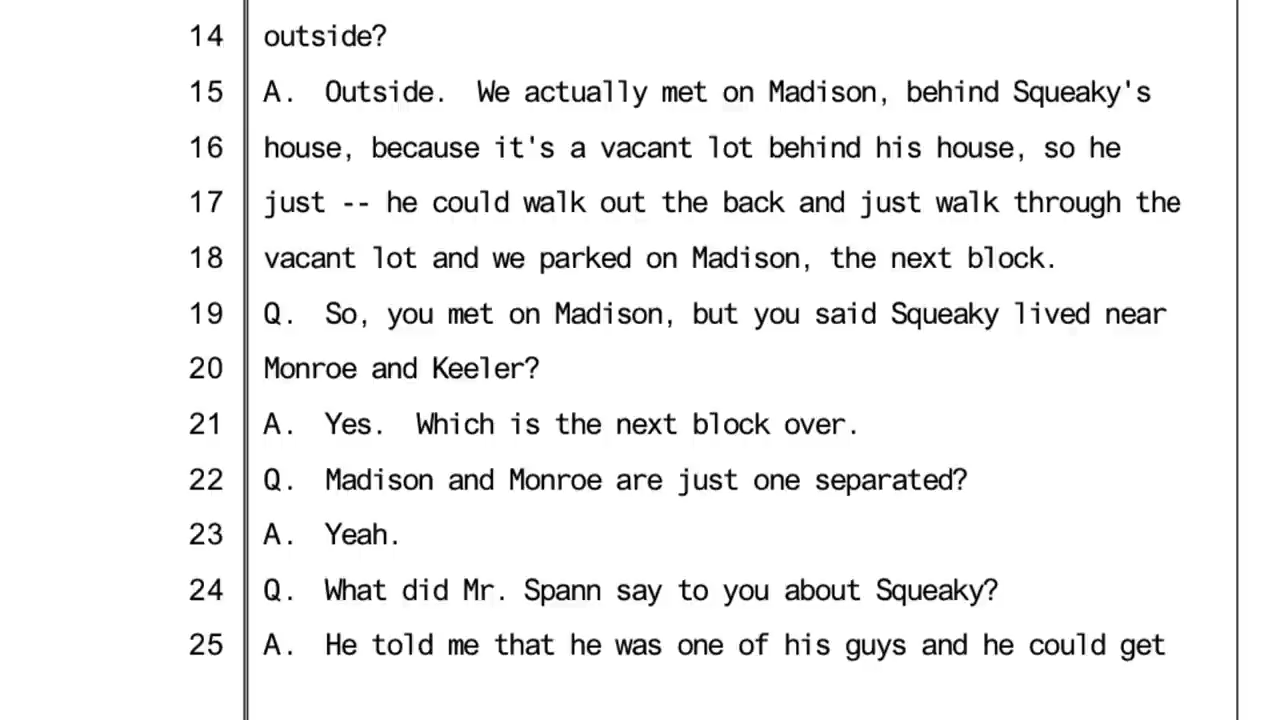 14 outside?
15 A. Outside. We actually met on Madison, behind Squeaky's
16 house, because it's a vacant lot behind his house, so he
17 just -- he could walk out the back and just walk through the
18 vacant lot and we parked on Madison, the next block.
19 Q. So, you met on Madison, but you said Squeaky lived near
20 Monroe and Keeler?
21 A. Yes. Which is the next block over.
22 Q. Madison and Monroe are just one separated?
23 A. Yeah.
24 Q. What did Mr. Spann say to you about Squeaky?
25 A. He told me that he was one of his guys and he could get